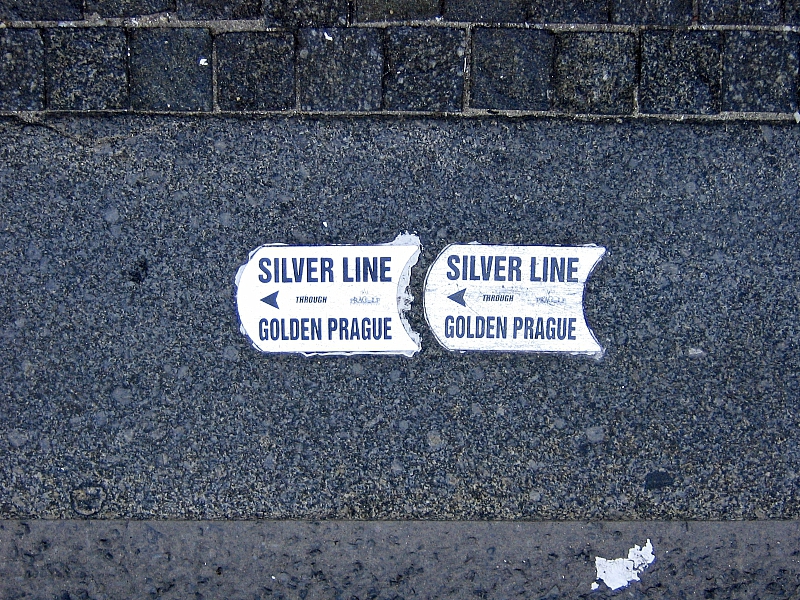 SILVER LINE
THROUGH
GOLDEN PRAGUE
SILVER LINE
THROUGH
GOLDEN PRAGUE